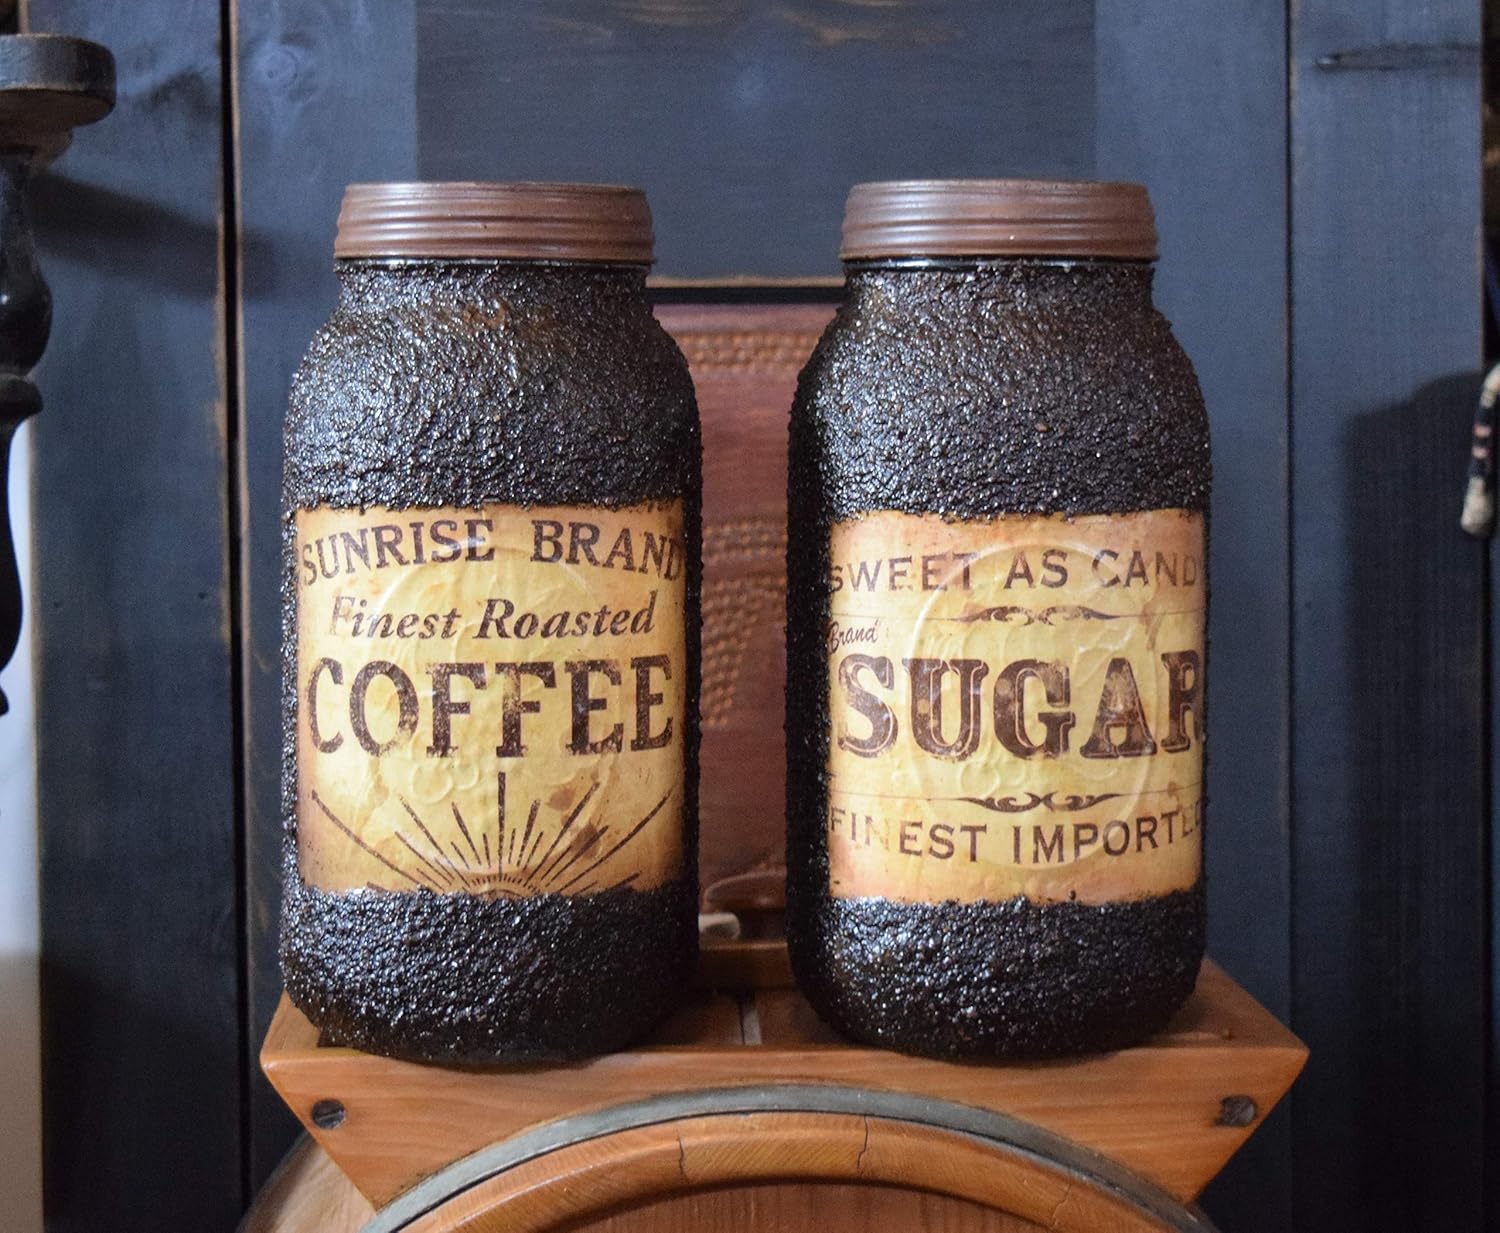 SUNRISE BRAND
Finest Roasted
COFFEE
SWEET AS CAND
Brand
SUGAR
FINEST IMPORTED